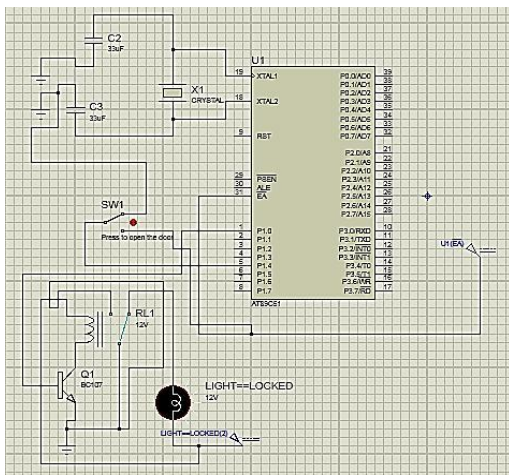 C2
33uF
U1
19
XTAL1
X1
CRYSTAL
18
XTAL2
C3
33uF
9
RST
29
PSEN
30
ALE
31
EA
SW1
Press to open the door
1
P1.0
2
P1.1
3
P1.2
4
P1.3
5
P1.4
6
P1.5
7
P1.6
8
P1.7
AT89C51
P0.0/AD0
39
P0.1/AD1
38
P0.2/AD2
37
P0.3/AD3
36
P0.4/AD4
35
P0.5/AD5
34
P0.6/AD6
33
P0.7/AD7
32
P2.0/A8
21
P2.1/A9
22
P2.2/A10
23
P2.3/A11
24
P2.4/A12
25
P2.5/A13
26
P2.6/A14
27
P2.7/A15
28
P3.0/RXD
10
P3.1/TXD
11
P3.2/INT0
12
P3.3/INT1
13
P3.4/T0
14
P3.5/T1
15
P3.6/WR
16
P3.7/RD
17
U1(EA)
RL1
12V
Q1
BC107
LIGHT==LOCKED
12V
LIGHT==LOCKED(2)